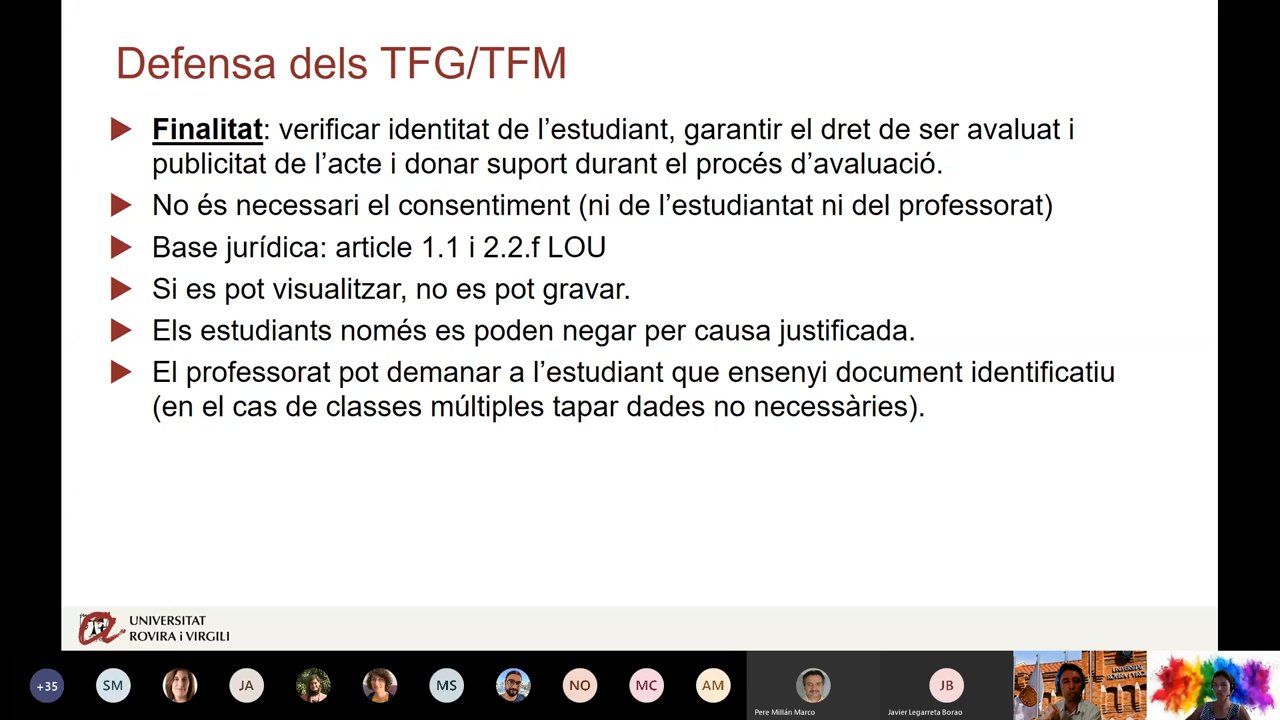 Defensa dels TFG/TFM
Finalitat: verificar identitat de l’estudiant, garantir el dret de ser avaluat i
publicitat de l’acte i donar suport durant el procés d’avaluació.
No és necessari el consentiment (ni de l’estudiantat ni del professorat)
Base jurídica: article 1.1 i 2.2.f LOU
Si es pot visualitzar, no es pot gravar.
Els estudiants només es poden negar per causa justificada.
El professorat pot demanar a l’estudiant que ensenyi document identificatiu
(en el cas de classes múltiples tapar dades no necessàries).
UNIVERSITAT
ROVIRA i VIRGILI
+35
SM
JA
MS
NO
MC
AM
Pere Millán Marco
JB
Javier Legarreta Borao
UNIVERSITAT
ROVIRA i VIRG